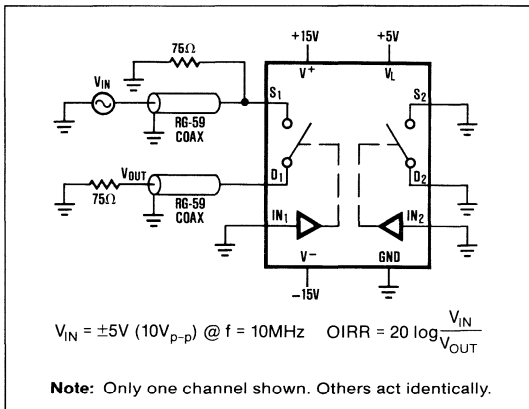 +15V
+5V
75Ω
V+
VL
VIN
S1
S2
RG-59
COAX
VOUT
D1
D2
75Ω
RG-59
COAX
IN1
IN2
V−
GND
−15V
VIN = ±5V (10Vp-p) @ f = 10MHz OIRR = 20 log VIN/VOUT
Note: Only one channel shown. Others act identically.